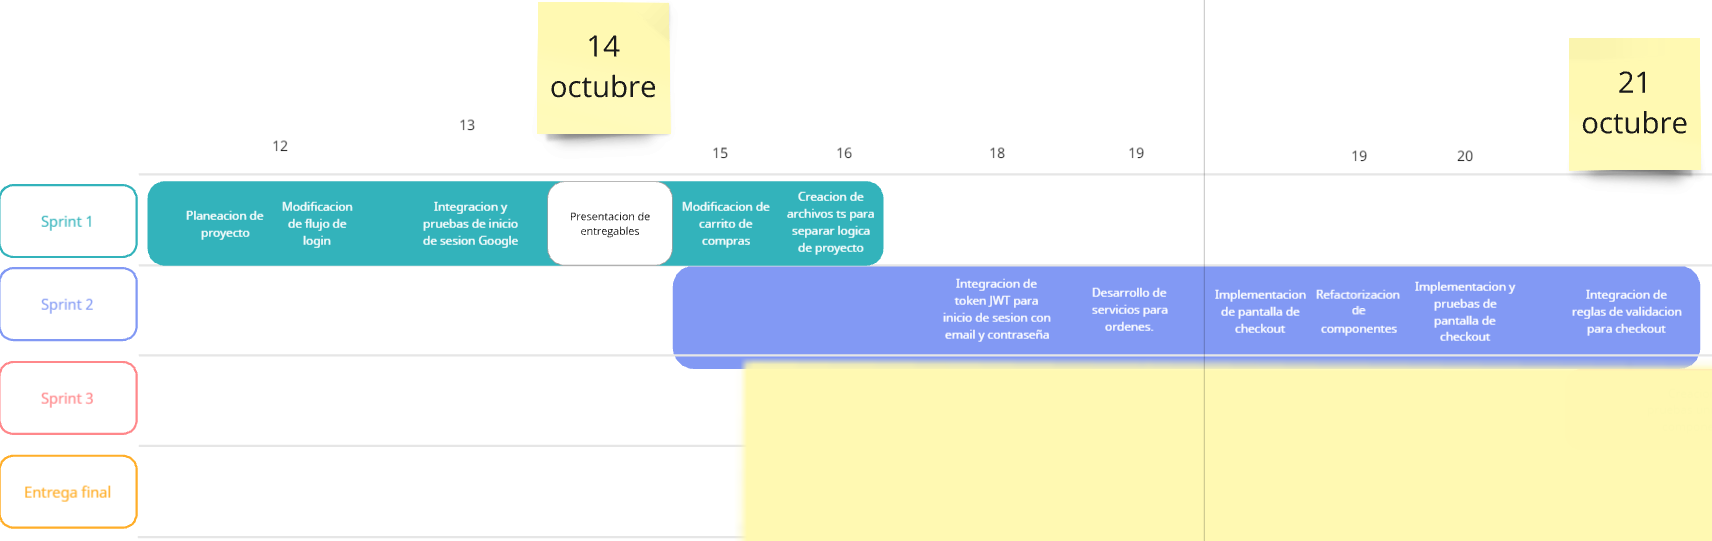 14
octubre
21
octubre
13
12
15
16
18
19
19
20
Sprint 1
Planeacion de
proyecto
Modificacion
de flujo de
login
Integracion y
pruebas de inicio
de sesion Google
Presentacion de
entregables
Modificacion de
carrito de
compras
Creacion de
archivos ts para
separar logica
de proyecto
Sprint 2
Integracion de
token JWT para
inicio de sesion con
email y contraseña
Desarrollo de
servicios para
ordenes.
Implementacion
de pantalla de
checkout
Refactorizacion
de
componentes
Implementacion y
pruebas de
pantalla de
checkout
Integracion de
reglas de validacion
para checkout
Sprint 3
Entrega final